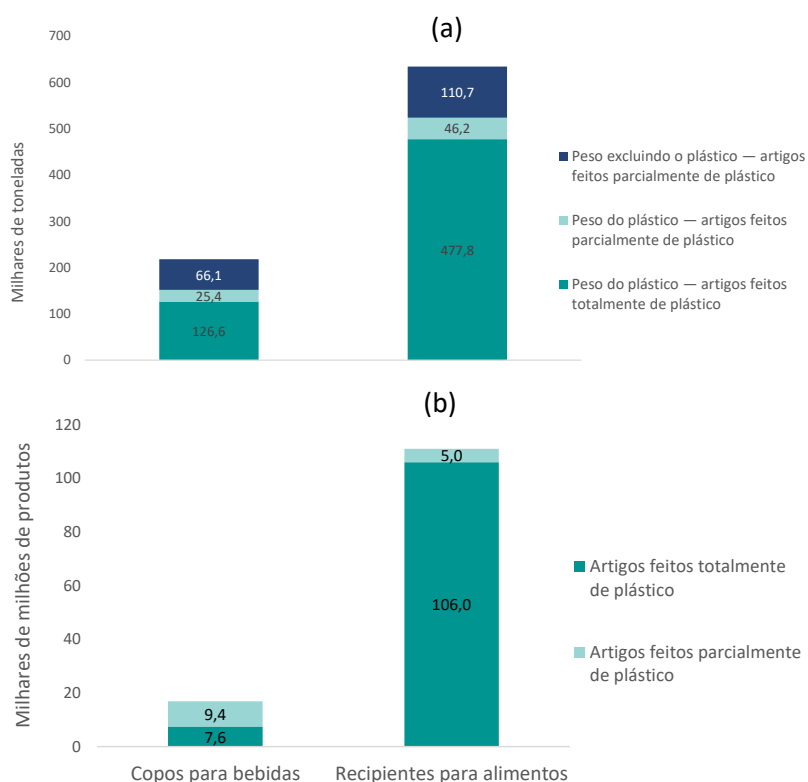 (a)
Milhares de toneladas
700
600
500
400
300
200
100
0
66,1
25,4
126,6
110,7
46,2
477,8
Peso excluindo o plástico — artigos
feitos parcialmente de plástico
Peso do plástico — artigos feitos
parcialmente de plástico
Peso do plástico — artigos feitos
totalmente de plástico
(b)
Milhares de milhões de produtos
120
100
80
60
40
20
0
9,4
7,6
5,0
106,0
Artigos feitos totalmente
de plástico
Artigos feitos parcialmente
de plástico
Copos para bebidas
Recipientes para alimentos